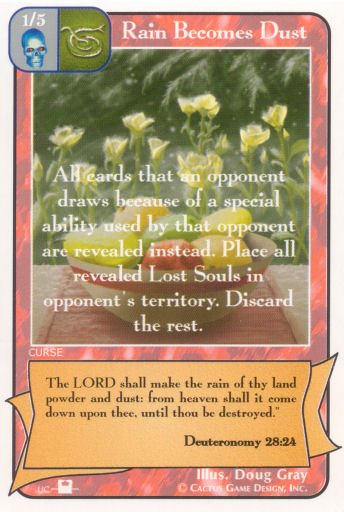 1/5
Rain Becomes Dust
All cards that an opponent
draws because of a special
ability used by that opponent
are revealed instead. Place all
revealed Lost Souls in
opponent's territory. Discard
the rest.
CURSE
The LORD shall make the rain of thy land
powder and dust: from heaven shall it come
down upon thee, until thou be destroyed."
Deuteronomy 28:24
Illus. Doug Gray
UC
© Cactus Game Design, Inc.